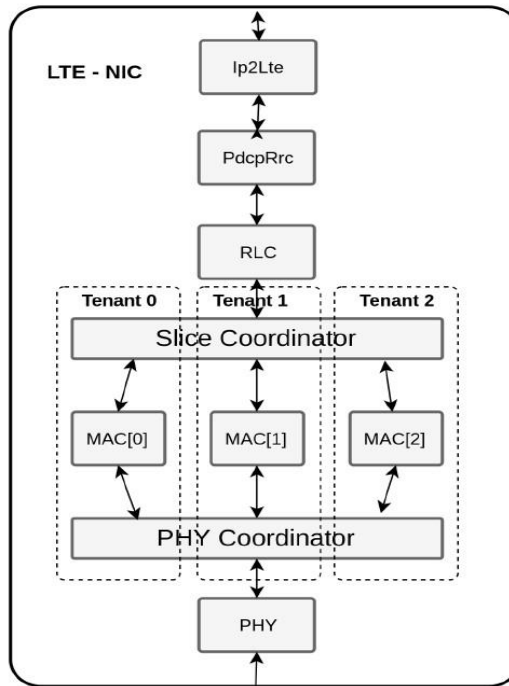 Ip2Lte
LTE - NIC
PdcpRrc
RLC
Tenant 0
Tenant 1
Tenant 2
Slice Coordinator
MAC[0]
MAC[1]
MAC[2]
PHY Coordinator
PHY